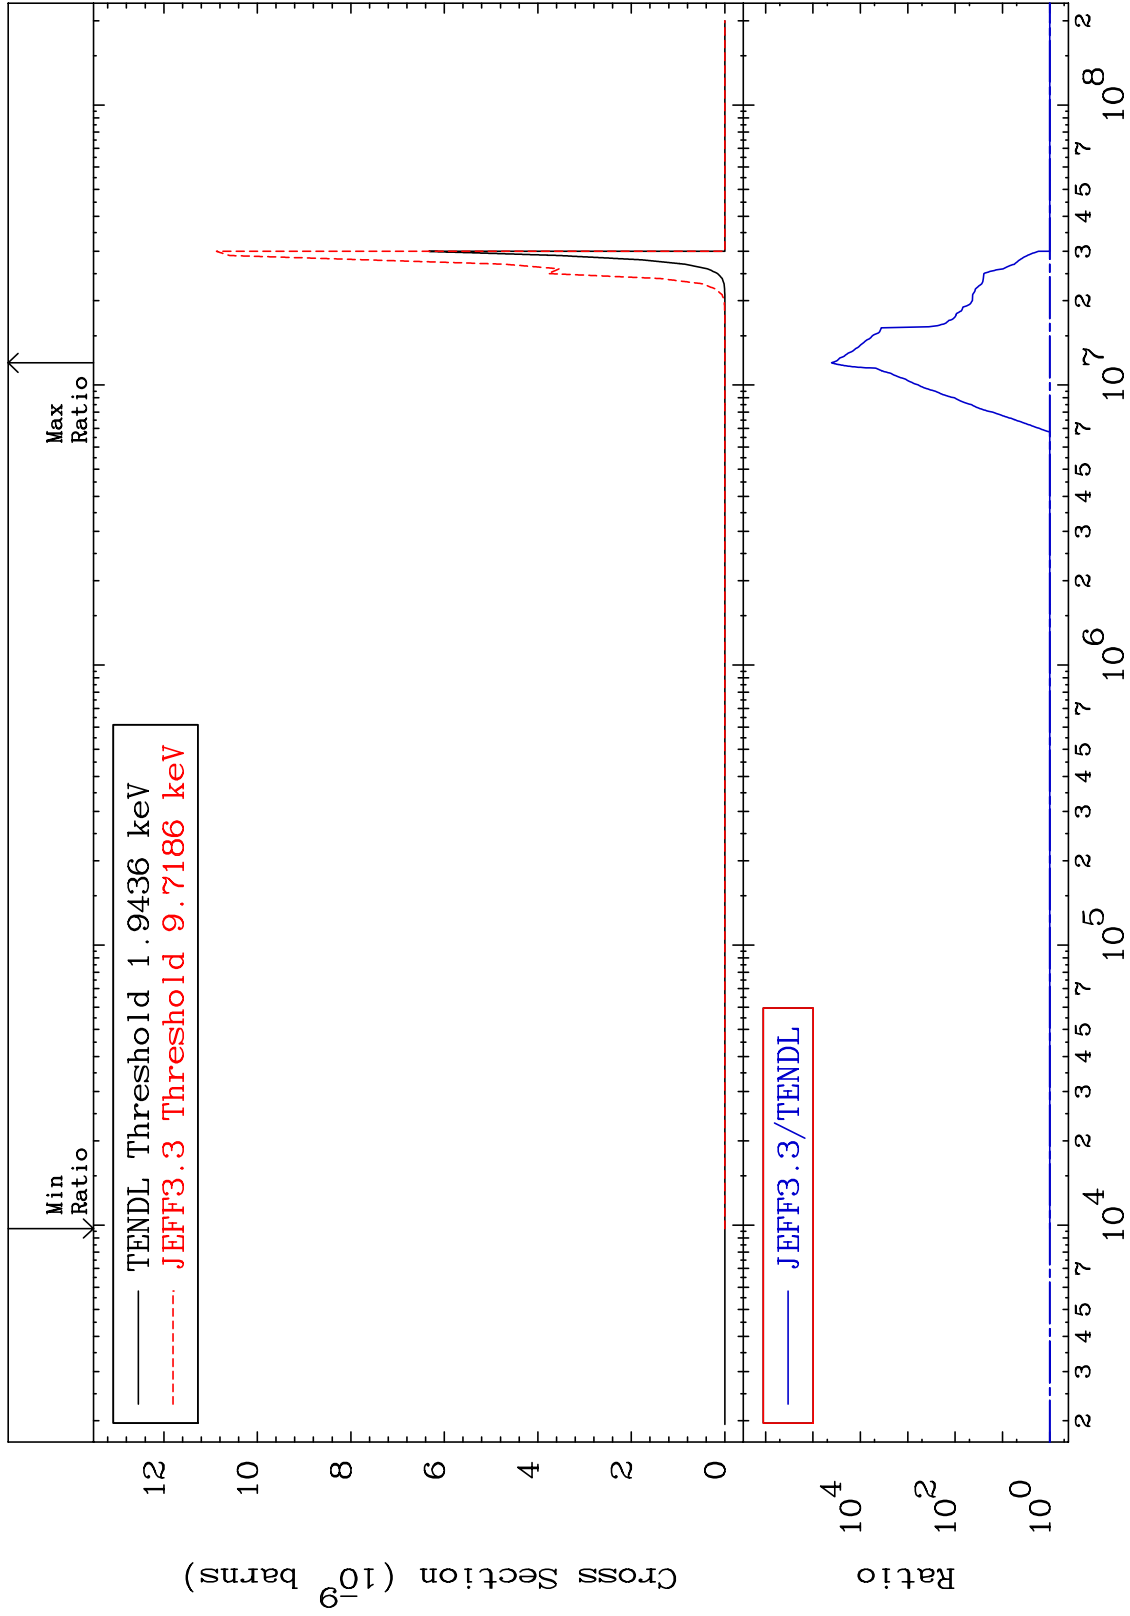 Min
Ratio
Max
Ratio
TENDL Threshold 1.9436 keV
JEFF3.3 Threshold 9.7186 keV
Cross Section (10^-9 barns)
12
10
8
6
4
2
0
JEFF3.3/TENDL
Ratio
10^4
10^2
10^0
2 3 4 5 7 10^4 2 3 4 5 7 10^5 2 3 4 5 7 10^6 2 3 4 5 7 10^7 2 3 4 5 7 10^8 2